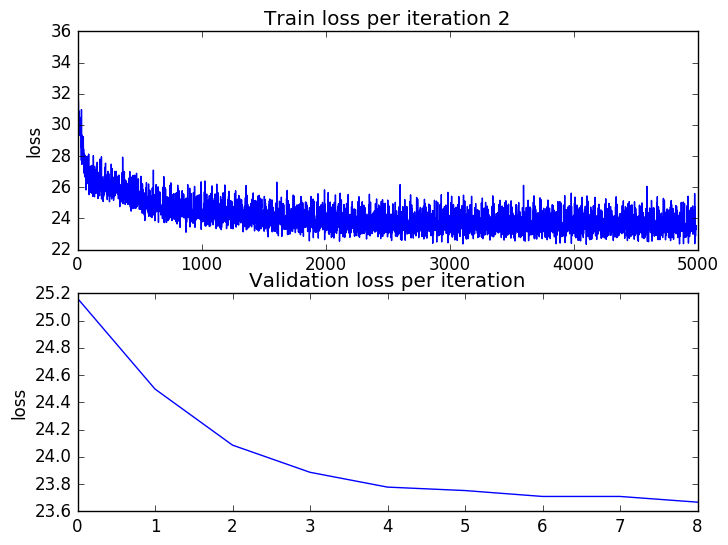 Train loss per iteration 2
36
34
32
30
28
26
24
22
loss
0 1000 2000 3000 4000 5000
Validation loss per iteration
25.2
25.0
24.8
24.6
24.4
24.2
24.0
23.8
23.6
loss
0 1 2 3 4 5 6 7 8